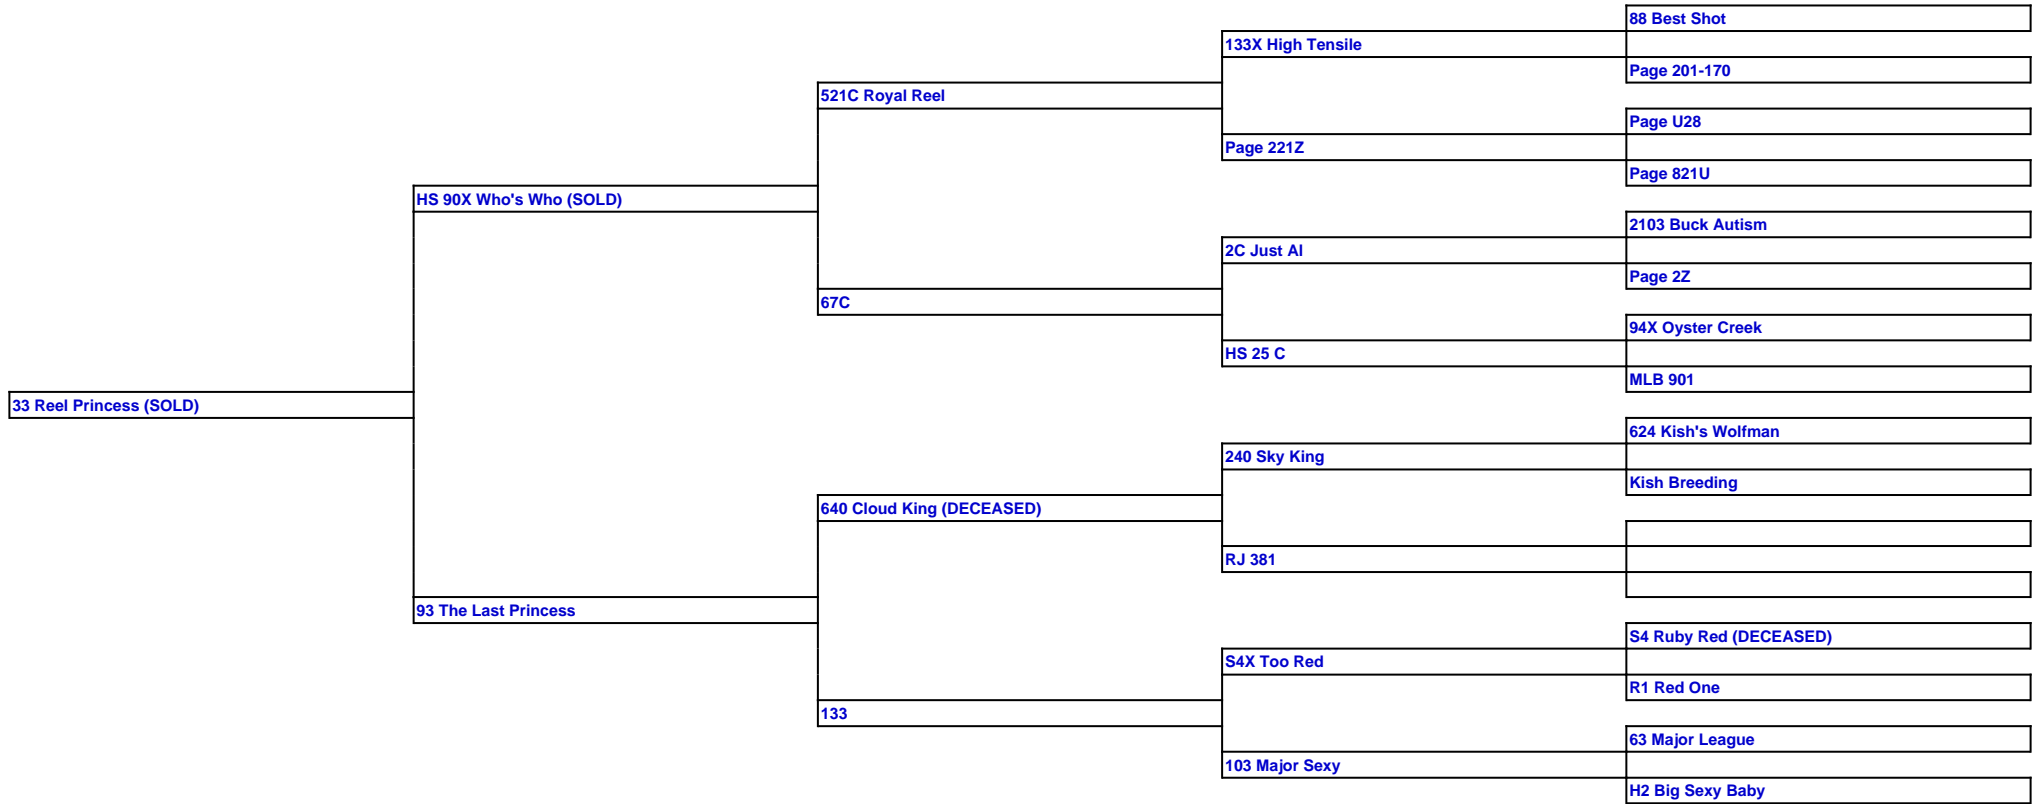 88 Best Shot
133X High Tensile
Page 201-170
521C Royal Reel
Page U28
Page 221Z
Page 821U
HS 90X Who's Who (SOLD)
2103 Buck Autism
2C Just AI
Page 2Z
67C
94X Oyster Creek
HS 25 C
MLB 901
33 Reel Princess (SOLD)
624 Kish's Wolfman
240 Sky King
Kish Breeding
640 Cloud King (DECEASED)
RJ 381
93 The Last Princess
S4 Ruby Red (DECEASED)
S4X Too Red
R1 Red One
133
63 Major League
103 Major Sexy
H2 Big Sexy Baby